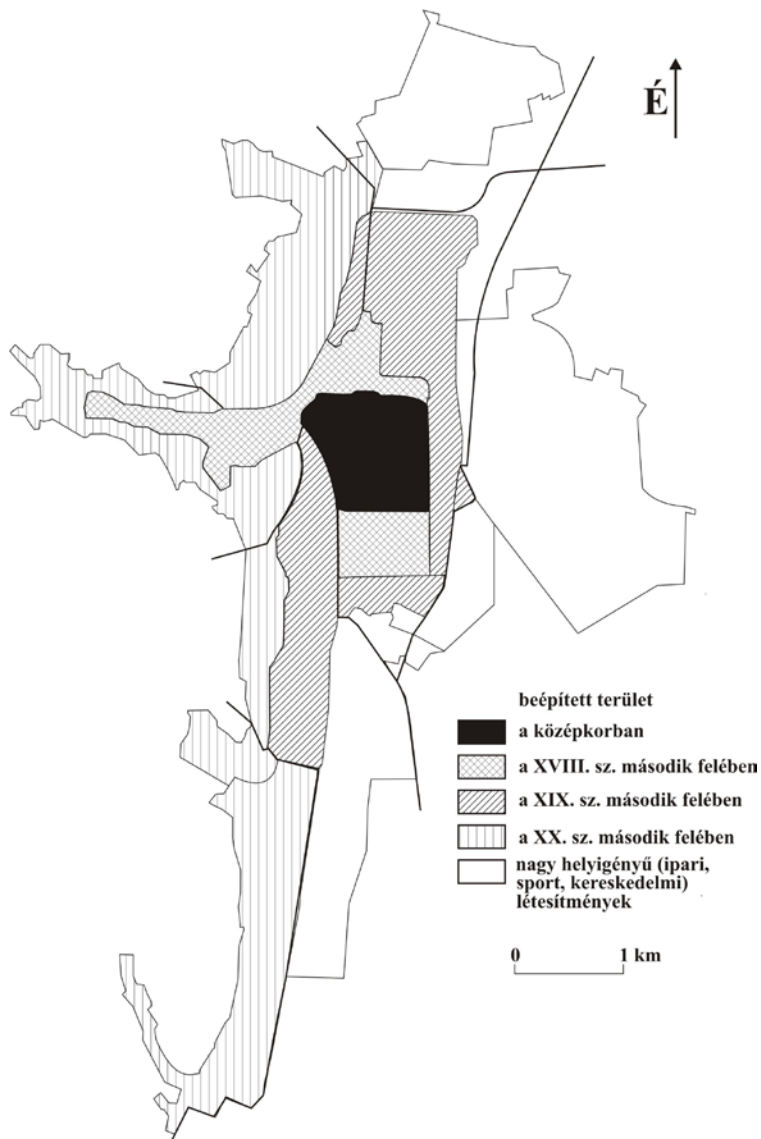 É
beépített terület
a középkorban
a XVIII. sz. második felében
a XIX. sz. második felében
a XX. sz. második felében
nagy helyigényű (ipari,
sport, kereskedelmi)
létesítmények
0 1 km